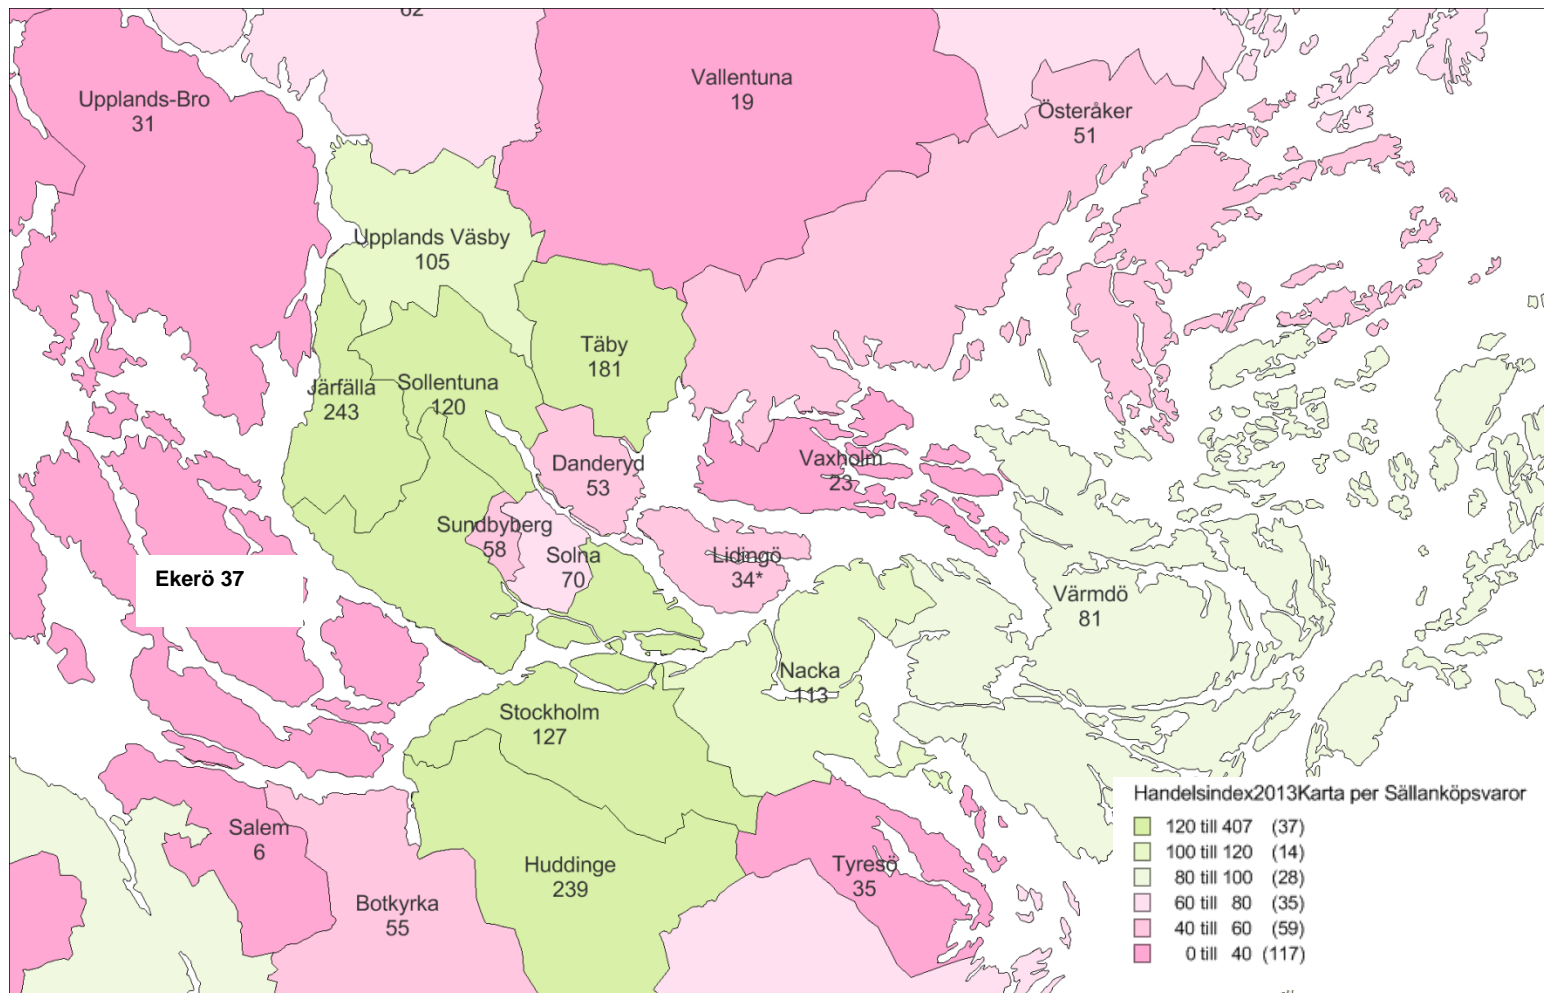 62
Vallentuna
19
Upplands-Bro
31
Österåker
51
Upplands Väsby
105
Täby
181
Järfälla
243
Sollentuna
120
Danderyd
53
Vaxholm
23
Sundbyberg
58
Solna
70
Lidingö
34*
Ekerö 37
Värmdö
81
Nacka
113
Stockholm
127
Salem
6
Huddinge
239
Tyresö
35
Botkyrka
55
Handelsindex2013Karta per Sällanköpsvaror
120 till 407 (37)
100 till 120 (14)
80 till 100 (28)
60 till 80 (35)
40 till 60 (59)
0 till 40 (117)